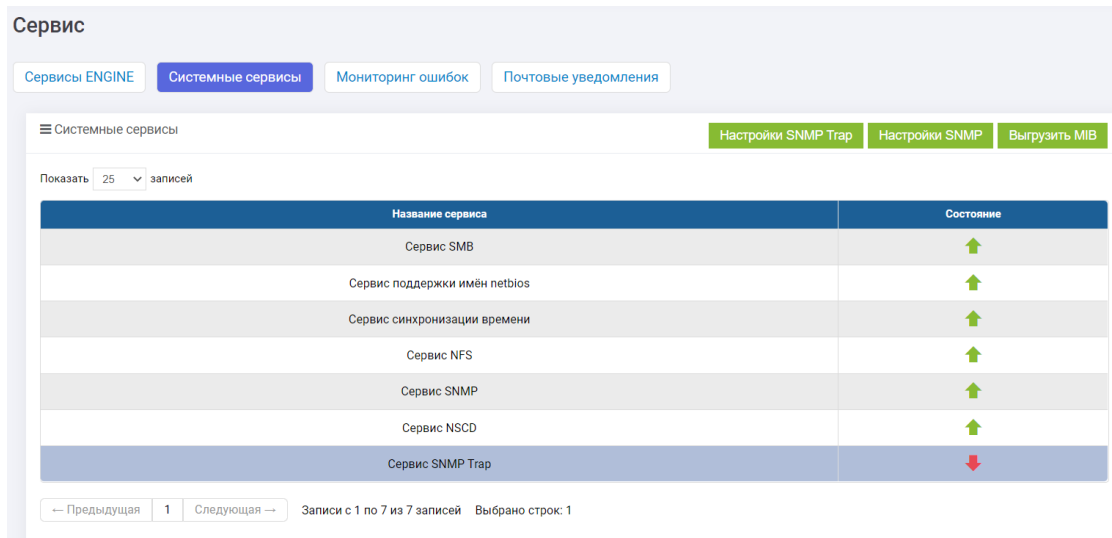 Сервис
Сервисы ENGINE Системные сервисы Мониторинг ошибок Почтовые уведомления
Системные сервисы Настройки SNMP Trap Настройки SNMP Выгрузить MIB
Показать 25 записей
Название сервиса Состояние
Сервис SMB
Сервис поддержки имён netbios
Сервис синхронизации времени
Сервис NFS
Сервис SNMP
Сервис NSCD
Сервис SNMP Trap
← Предыдущая 1 Следующая → Записи с 1 по 7 из 7 записей Выбрано строк: 1